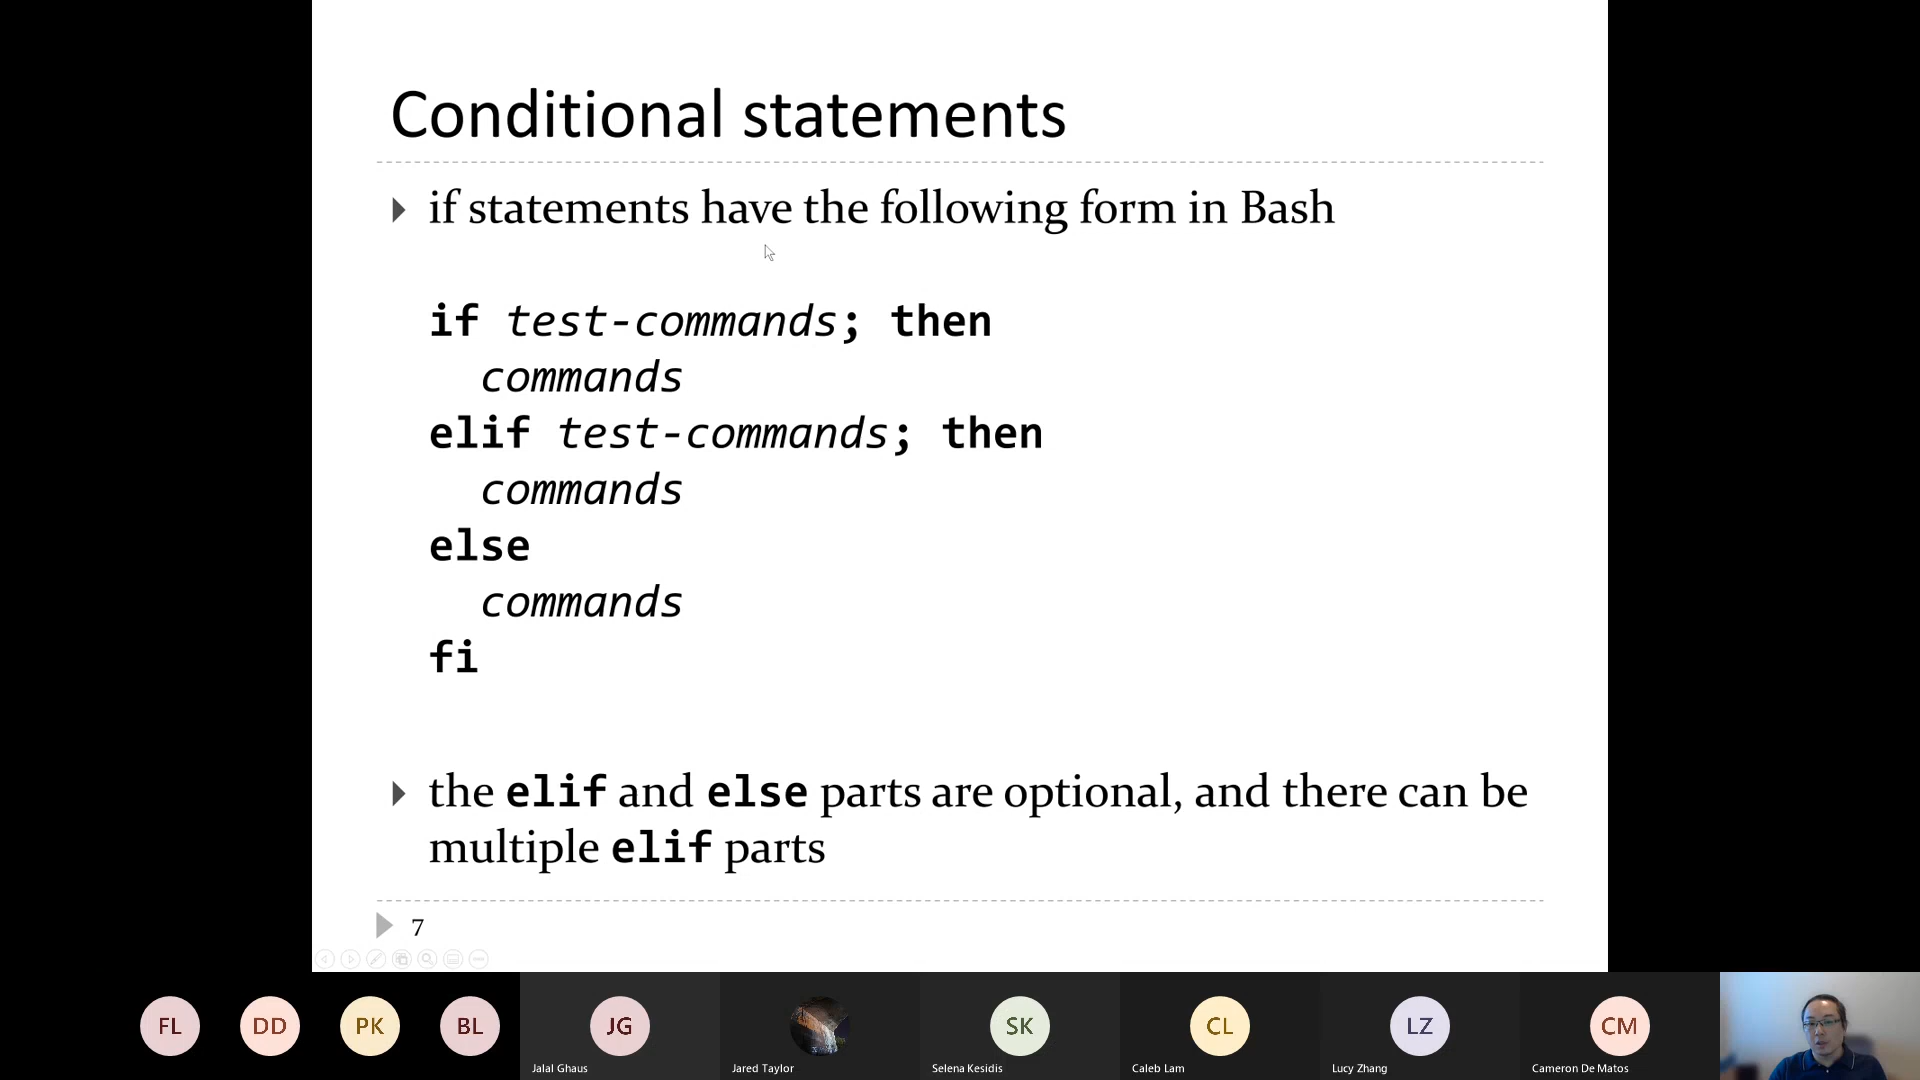 Conditional statements
if statements have the following form in Bash
if test-commands; then
commands
elif test-commands; then
commands
else
commands
fi
the elif and else parts are optional, and there can be
multiple elif parts
7
FL DD PK BL JG SK CL LZ CM
Jalal Ghaus Jared Taylor Selena Kesidis Caleb Lam Lucy Zhang Cameron De Matos